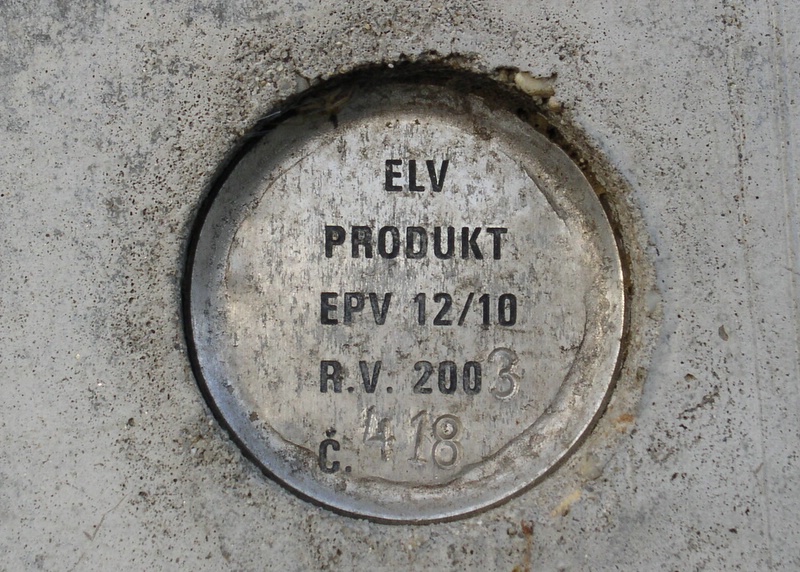 ELV
PRODUKT
EPV 12/10
R.V. 2003
Č. 418